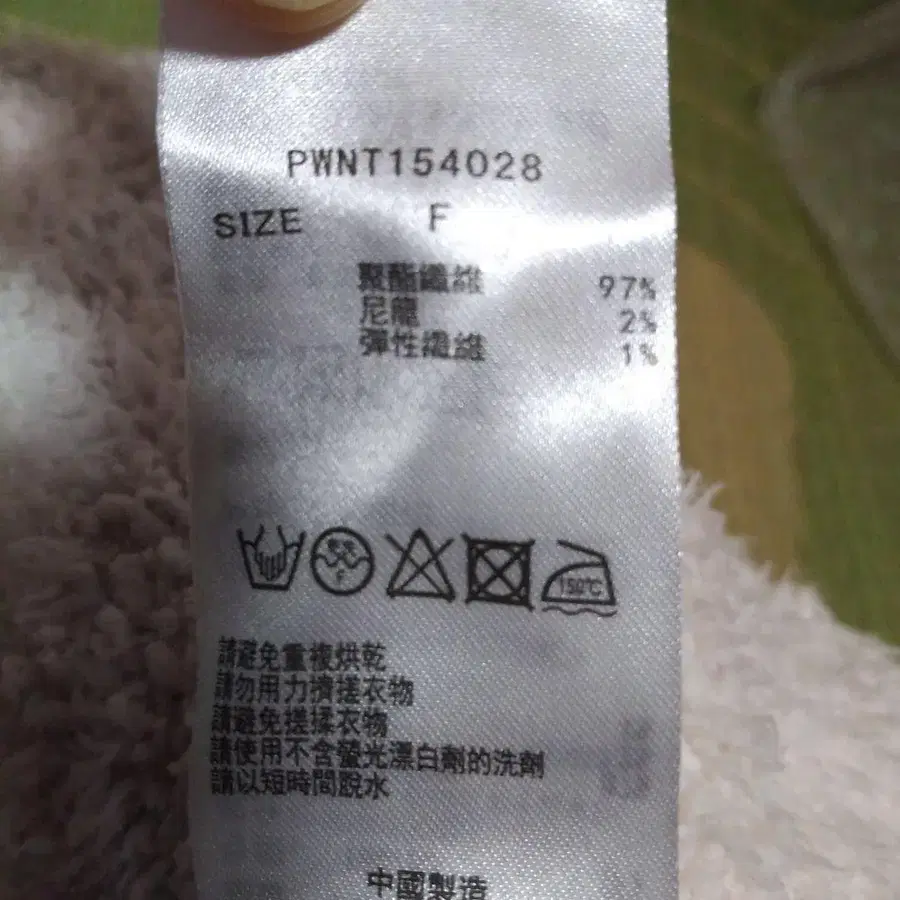 PWNT154028
SIZE F
聚酯纖維 97%
尼龍 2%
彈性纖維 1%
乾洗
F
150℃
請避免重複烘乾
請勿用力擠搓衣物
請避免搓揉衣物
請使用不含螢光漂白劑的洗劑
請以短時間脫水
中國製造